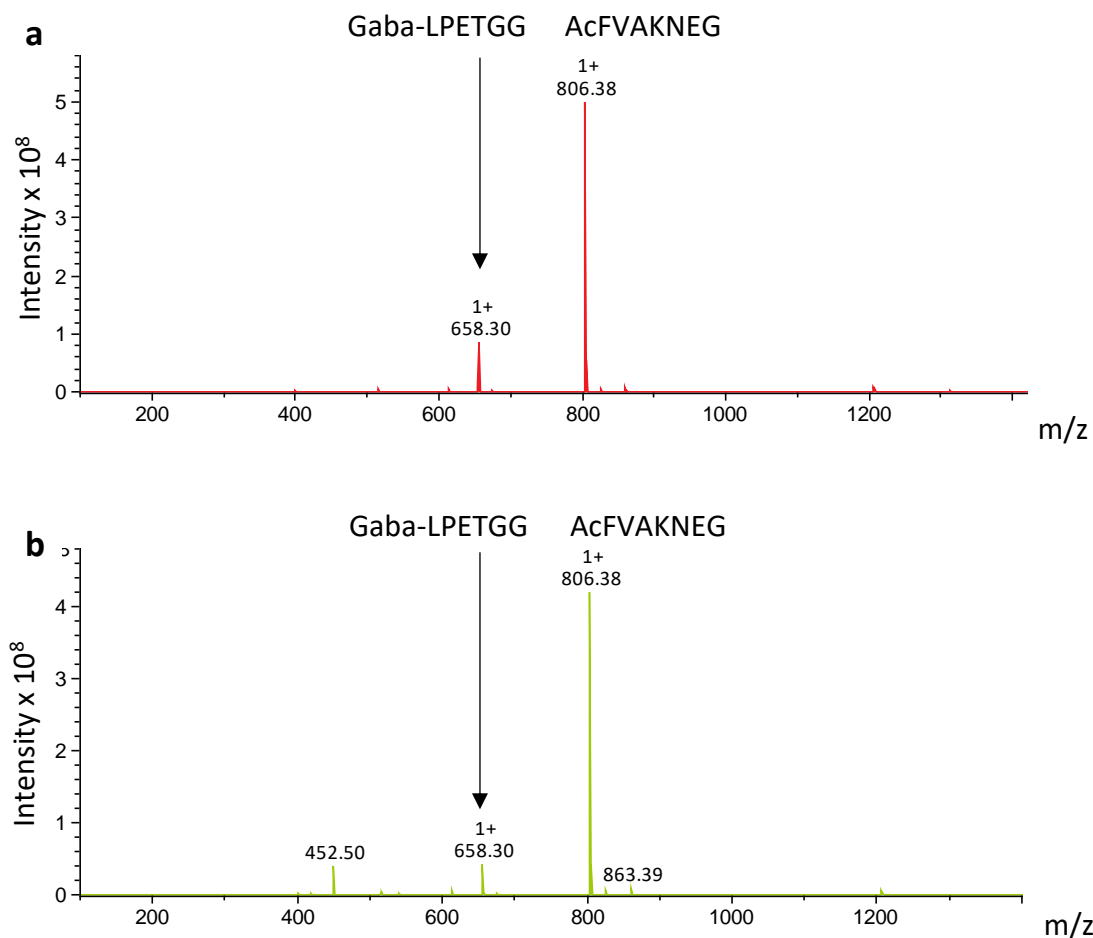 a
Gaba-LPETGG AcFVAKNEG
1+
806.38
1+
658.30
Intensity x 10⁸
5
4
3
2
1
0
200 400 600 800 1000 1200
m/z
b
Gaba-LPETGG AcFVAKNEG
1+
806.38
1+
658.30
452.50
863.39
Intensity x 10⁸
4
3
2
1
0
200 400 600 800 1000 1200
m/z